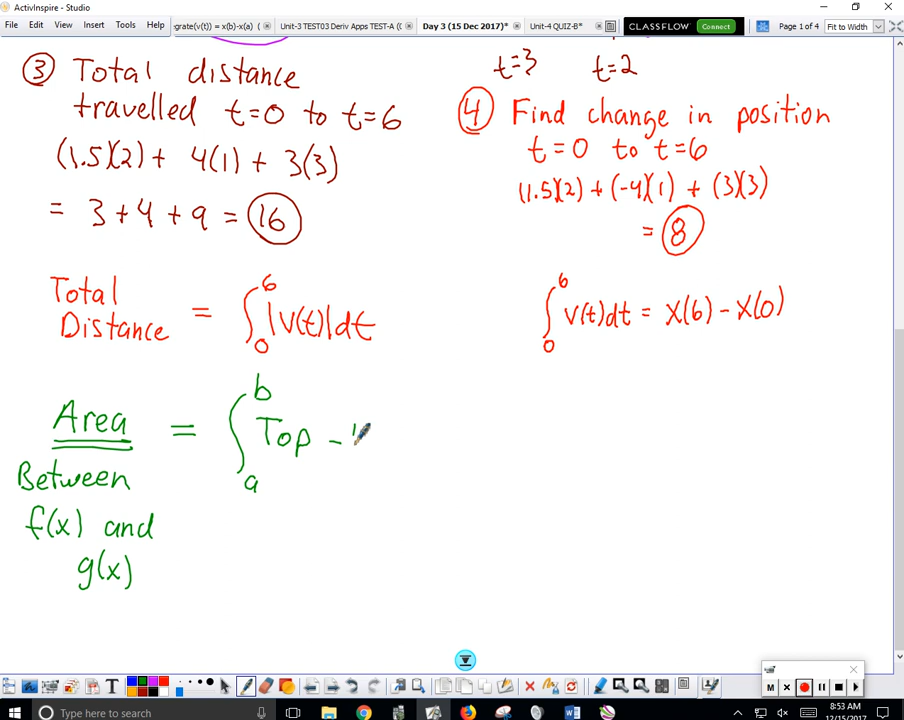 ActivInspire - Studio
File Edit View Insert Tools Help
-grate(v(t)) = x(b)-x(a) ( Unit-3 TEST03 Deriv Apps TEST-A (( Day 3 (15 Dec 2017)* Unit-4 QUIZ-B* CLASSFLOW Connect Page 1 of 4 Fit to Width
③ Total distance
travelled t=0 to t=6
(1.5)(2) + 4(1) + 3(3)
= 3+4+9 = 16
t=3 t=2
④ Find change in position
t=0 to t=6
(1.5)(2) + (-4)(1) + (3)(3)
= 8
Total
Distance = ∫₀⁶ |v(t)|dt
∫₀⁶ v(t)dt = x(6) - x(0)
Area = ∫ₐᵇ Top -
Between
f(x) and
g(x)
Type here to search
8:53 AM
12/15/2017